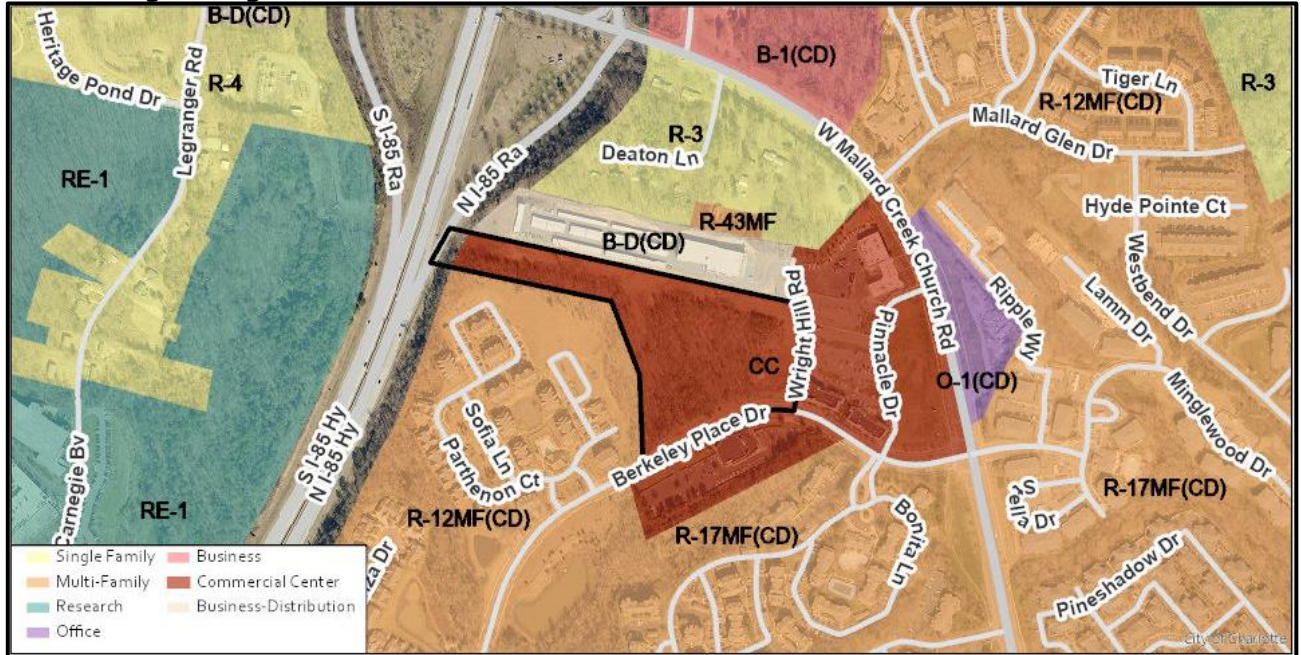 B-D(CD)
Heritage Pond Dr
Legranger Rd
R-4
S I-85 Ra
N I-85 Ra
B-1(CD)
R-3
Deaton Ln
W Mallard Creek Church Rd
Tiger Ln
R-12MF(CD)
Mallard Glen Dr
R-3
RE-1
Hyde Pointe Ct
R-43MF
B-D(CD)
Westbend Dr
Wright Hill Rd
Ripple Wy
Lamm Dr
Pinnacle Dr
CC
O-1(CD)
Minglewood Dr
Sofia Ln
Parthenon Ct
Berkeley Place Dr
Carnegie Bv
S I-85 Hy
N I-85 Hy
RE-1
R-12MF(CD)
R-17MF(CD)
Bonita Ln
R-17MF(CD)
Pineshadow Dr
Single Family
Business
Multi-Family
Commercial Center
Research
Business-Distribution
Office
City of Charlotte